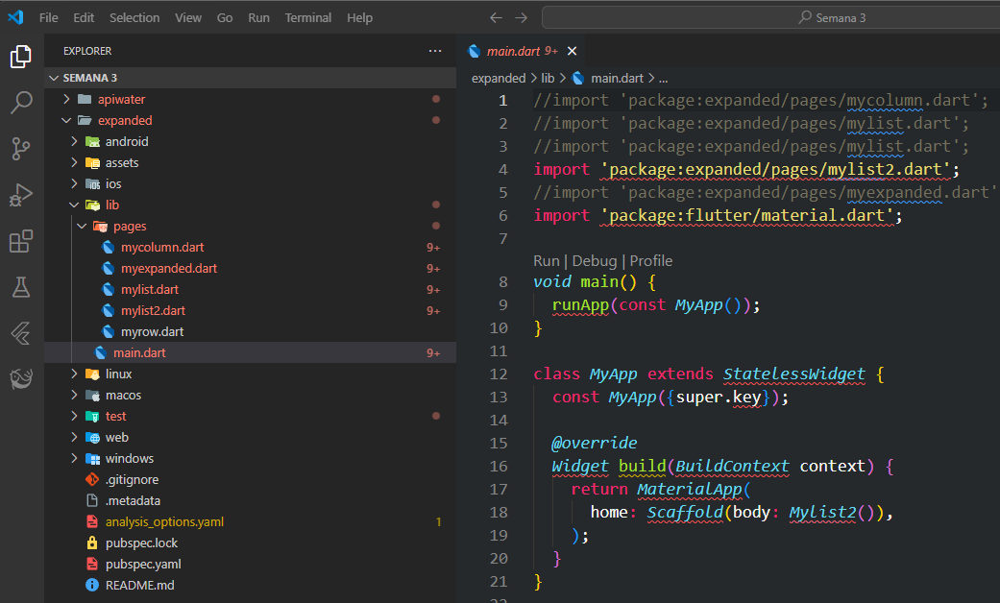 File Edit Selection View Go Run Terminal Help
Semana 3
EXPLORER
SEMANA 3
apiwater
expanded
android
assets
ios
lib
pages
mycolumn.dart 9+
myexpanded.dart 9+
mylist.dart 9+
mylist2.dart 9+
myrow.dart
main.dart 9+
linux
macos
test
web
windows
.gitignore
.metadata
analysis_options.yaml 1
pubspec.lock
pubspec.yaml
README.md
main.dart 9+
expanded > lib > main.dart > ...
1 //import 'package:expanded/pages/mycolumn.dart';
2 //import 'package:expanded/pages/mylist.dart';
3 //import 'package:expanded/pages/mylist.dart';
4 import 'package:expanded/pages/mylist2.dart';
5 //import 'package:expanded/pages/myexpanded.dart'
6 import 'package:flutter/material.dart';
7
Run | Debug | Profile
8 void main() {
9 runApp(const MyApp());
10 }
11
12 class MyApp extends StatelessWidget {
13 const MyApp({super.key});
14
15 @override
16 Widget build(BuildContext context) {
17 return MaterialApp(
18 home: Scaffold(body: Mylist2()),
19 );
20 }
21 }